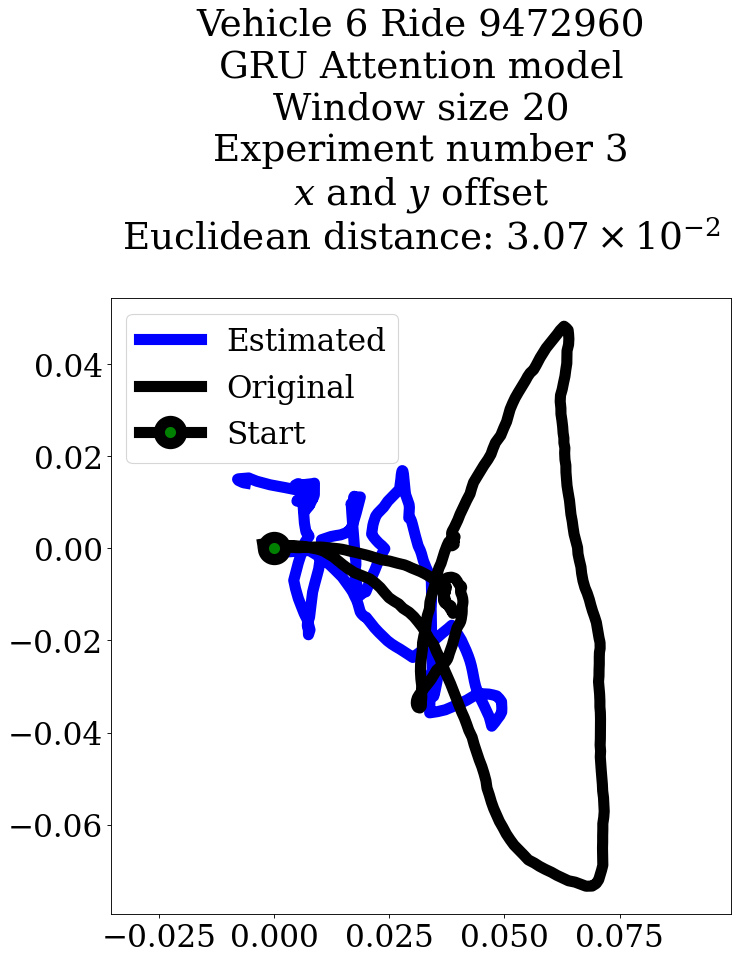 Vehicle 6 Ride 9472960
GRU Attention model
Window size 20
Experiment number 3
x and y offset
Euclidean distance: 3.07 × 10⁻²
Estimated
Original
Start
0.04
0.02
0.00
−0.02
−0.04
−0.06
−0.025 0.000 0.025 0.050 0.075